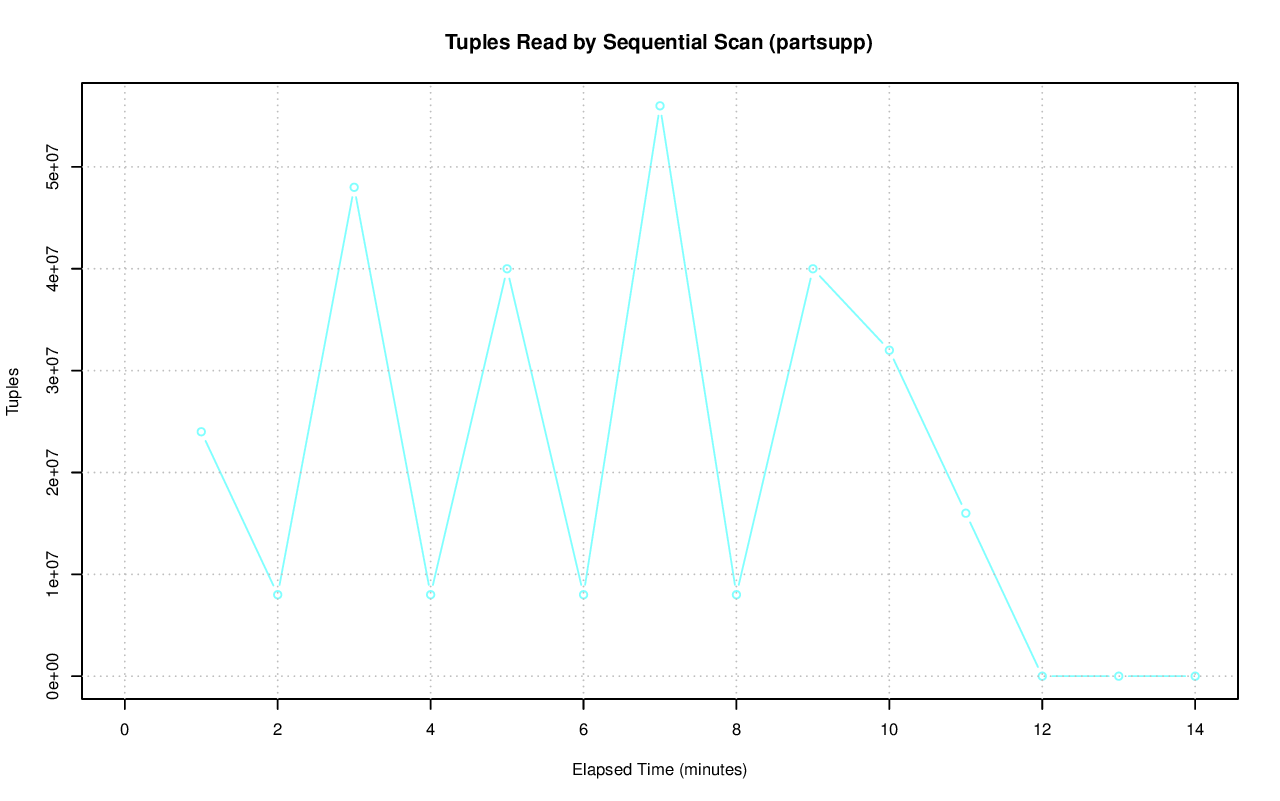 Tuples Read by Sequential Scan (partsupp)
5e+07
4e+07
3e+07
2e+07
1e+07
0e+00
Tuples
0 2 4 6 8 10 12 14
Elapsed Time (minutes)